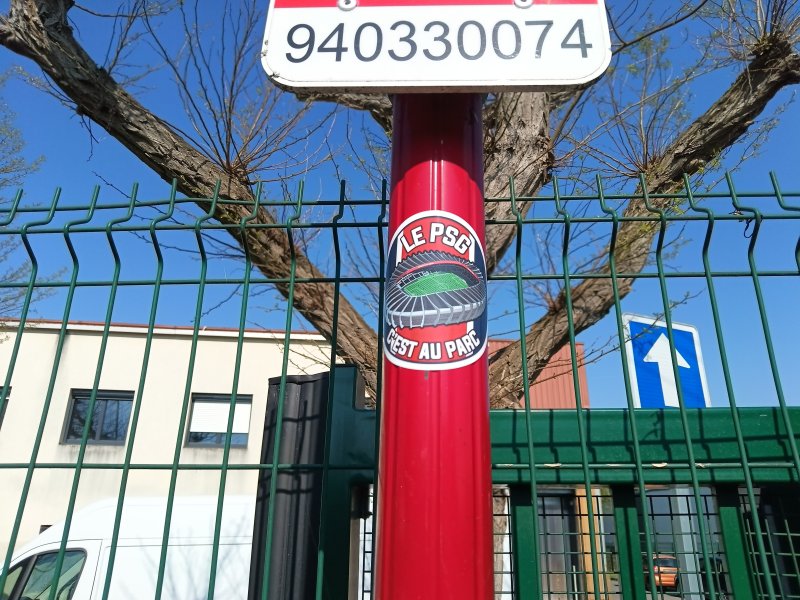 940330074
LE PSG
C'EST AU PARC